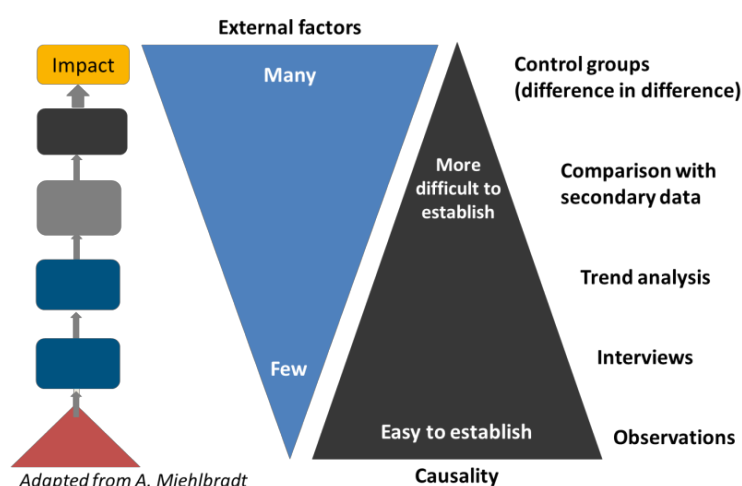 External factors
Impact
Many
Control groups
(difference in difference)
More
difficult to
establish
Comparison with
secondary data
Trend analysis
Few
Interviews
Easy to establish
Observations
Adapted from A. Miehlbradt
Causality